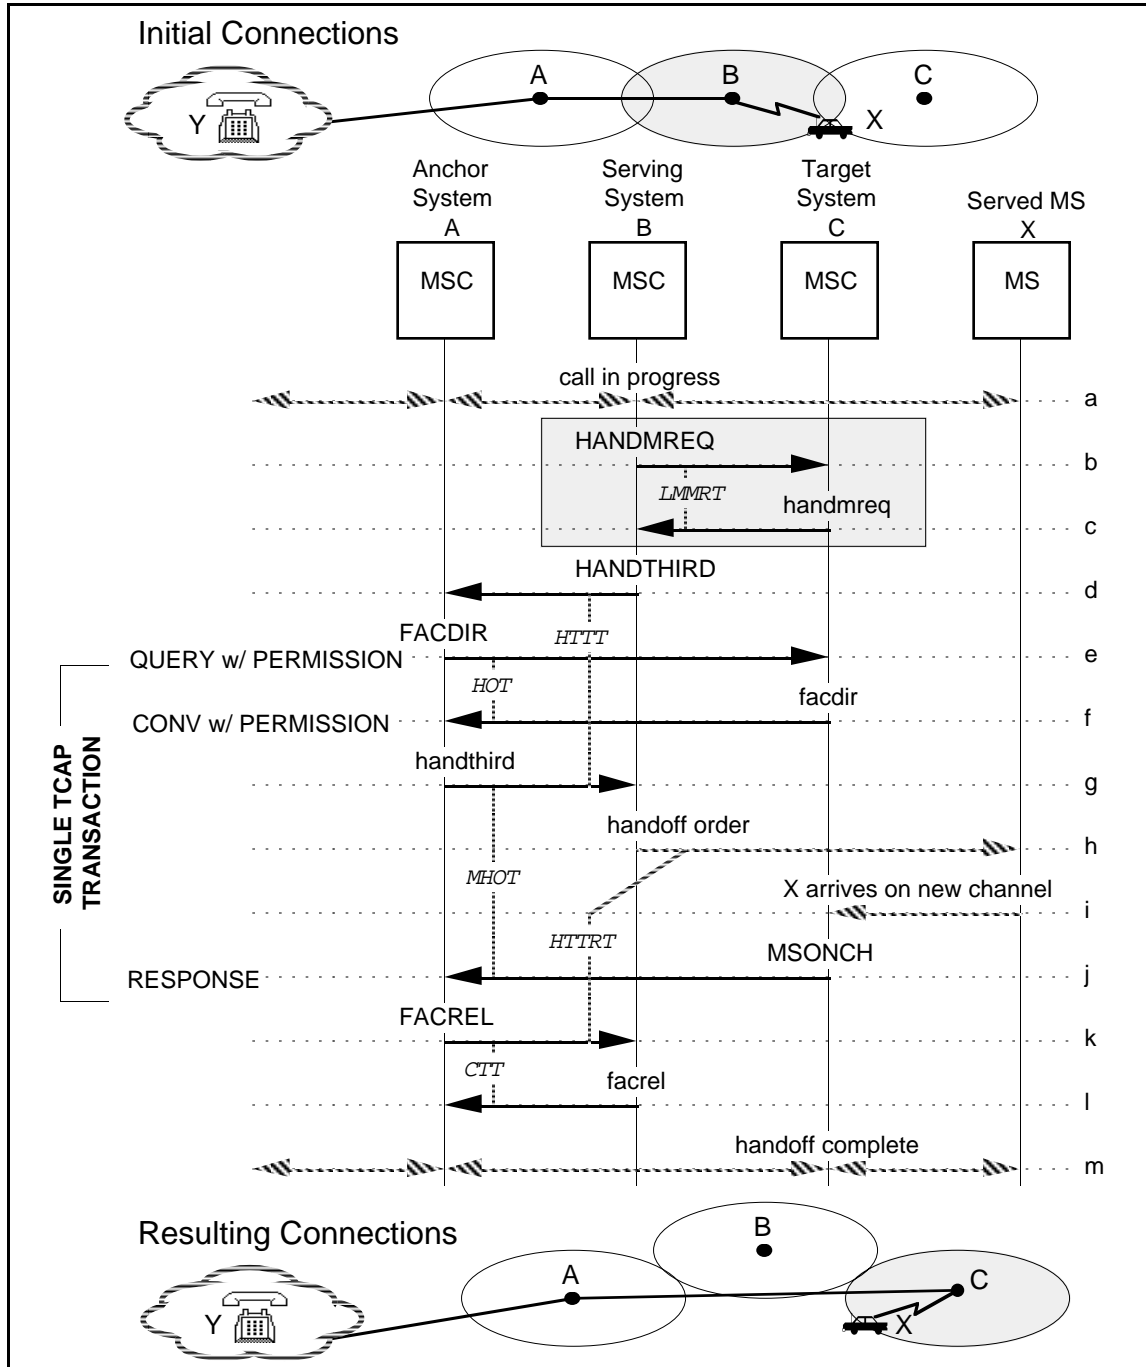 Initial Connections
A
B
C
Y
X
Anchor
System
A
Serving
System
B
Target
System
C
Served MS
X
MSC
MSC
MSC
MS
call in progress
a
HANDMREQ
b
LMMRT
handmreq
c
HANDTHIRD
d
HTTT
FACDIR
QUERY w/ PERMISSION
e
HOT
facdir
CONV w/ PERMISSION
f
handthird
g
SINGLE TCAP
TRANSACTION
handoff order
h
MHOT
X arrives on new channel
i
HTTRT
MSONCH
RESPONSE
j
FACREL
k
CTT
facrel
l
handoff complete
m
Resulting Connections
B
A
C
Y
X